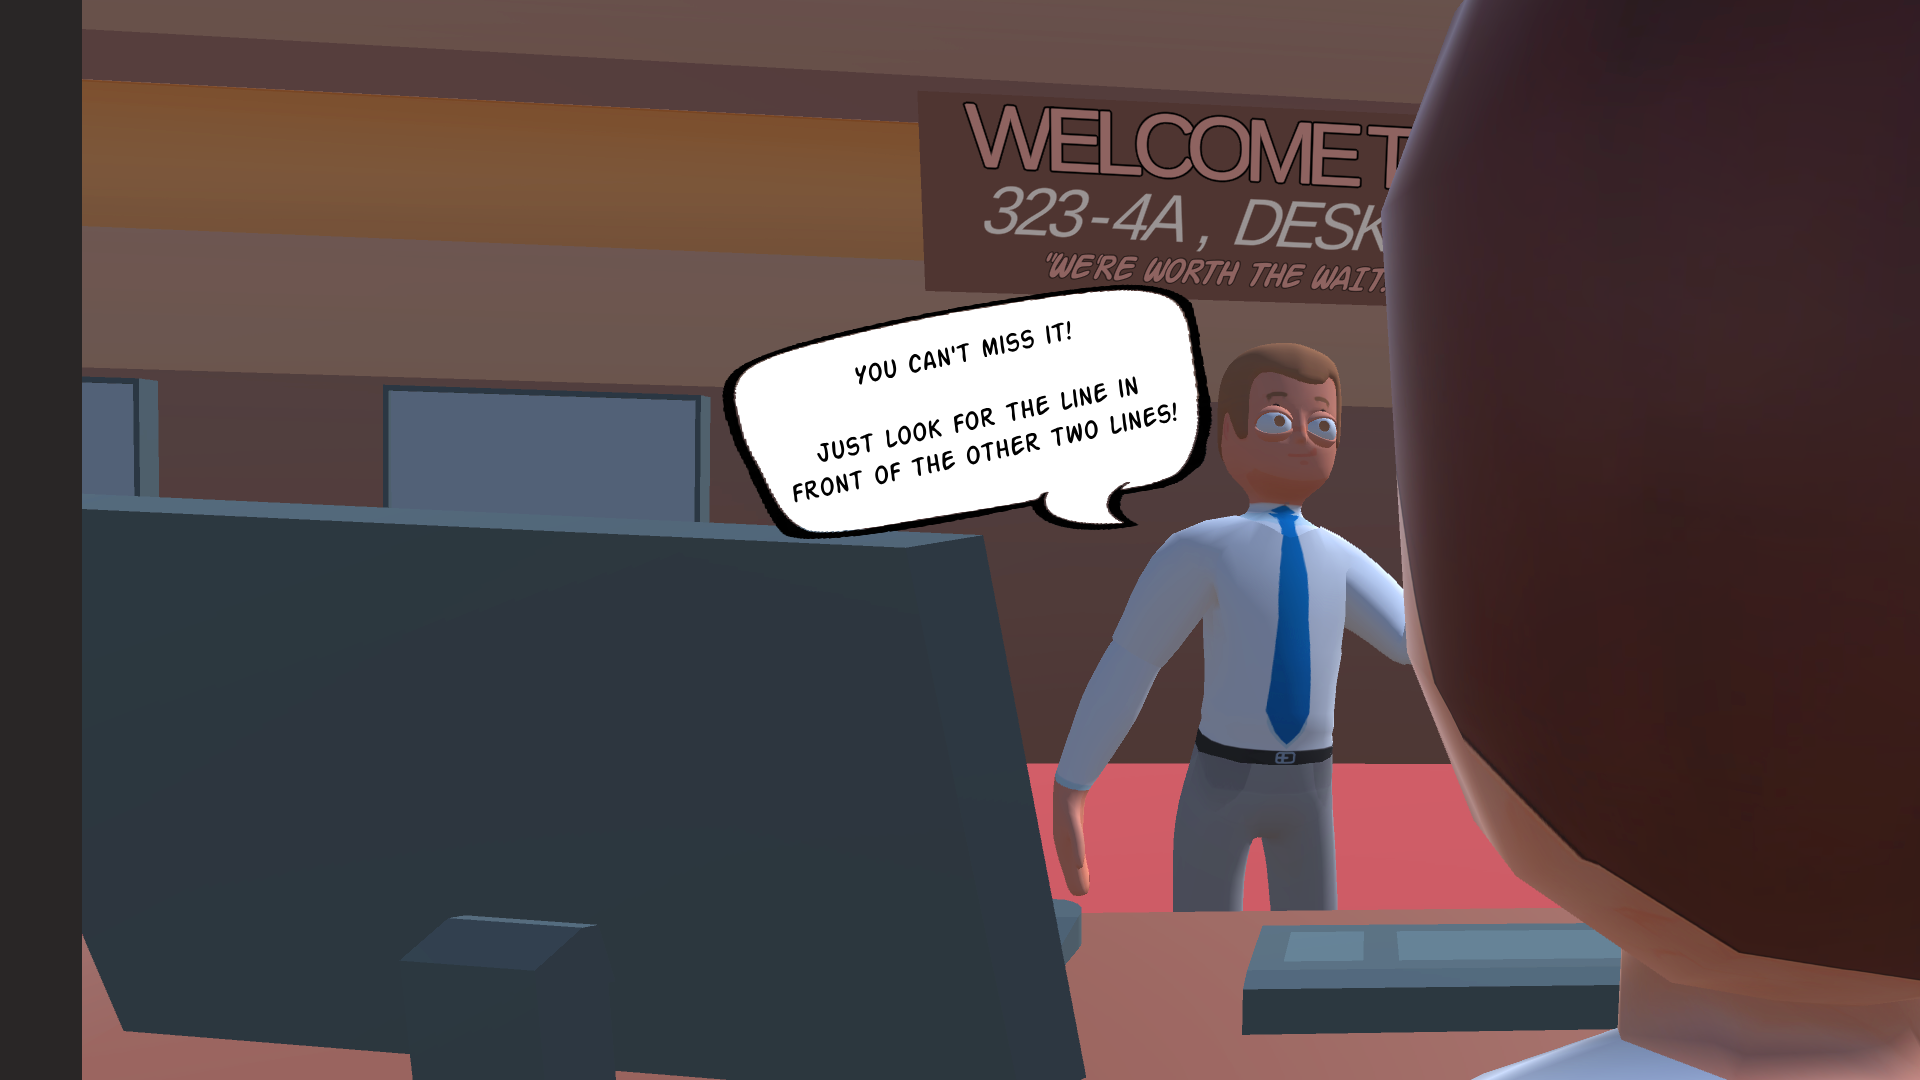 WELCOME T
323-4A, DESK
"WE'RE WORTH THE WAIT.
YOU CAN'T MISS IT!
JUST LOOK FOR THE LINE IN
FRONT OF THE OTHER TWO LINES!